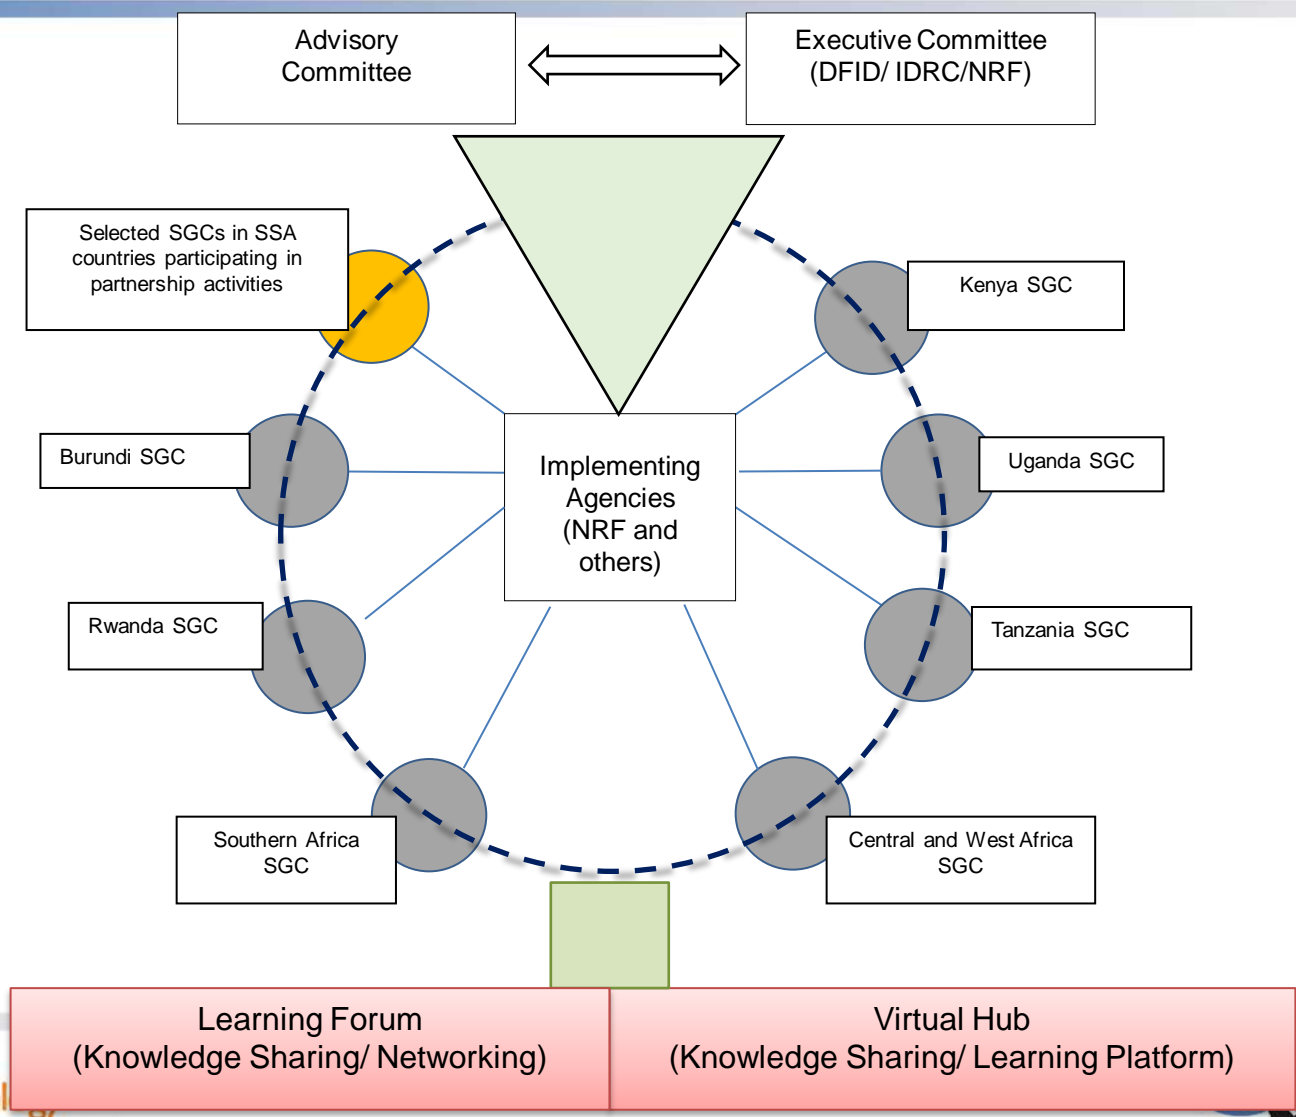 Advisory
Committee
Executive Committee
(DFID/ IDRC/NRF)
Selected SGCs in SSA
countries participating in
partnership activities
Kenya SGC
Burundi SGC
Implementing
Agencies
(NRF and
others)
Uganda SGC
Rwanda SGC
Tanzania SGC
Southern Africa
SGC
Central and West Africa
SGC
Learning Forum
(Knowledge Sharing/ Networking)
Virtual Hub
(Knowledge Sharing/ Learning Platform)